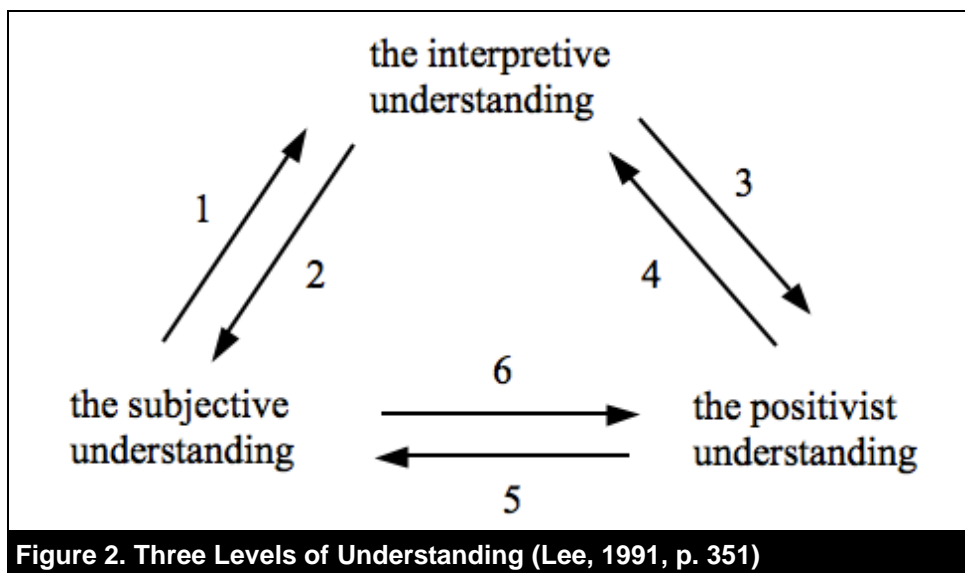 the interpretive
understanding
1
2
3
4
6
the subjective
understanding
the positivist
understanding
5
Figure 2. Three Levels of Understanding (Lee, 1991, p. 351)